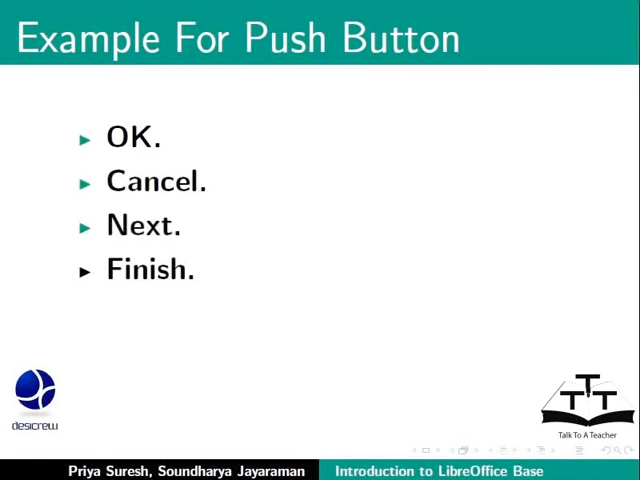 Example For Push Button
OK.
Cancel.
Next.
Finish.
desicrew
T T T
Talk To A Teacher
Priya Suresh, Soundharya Jayaraman Introduction to LibreOffice Base